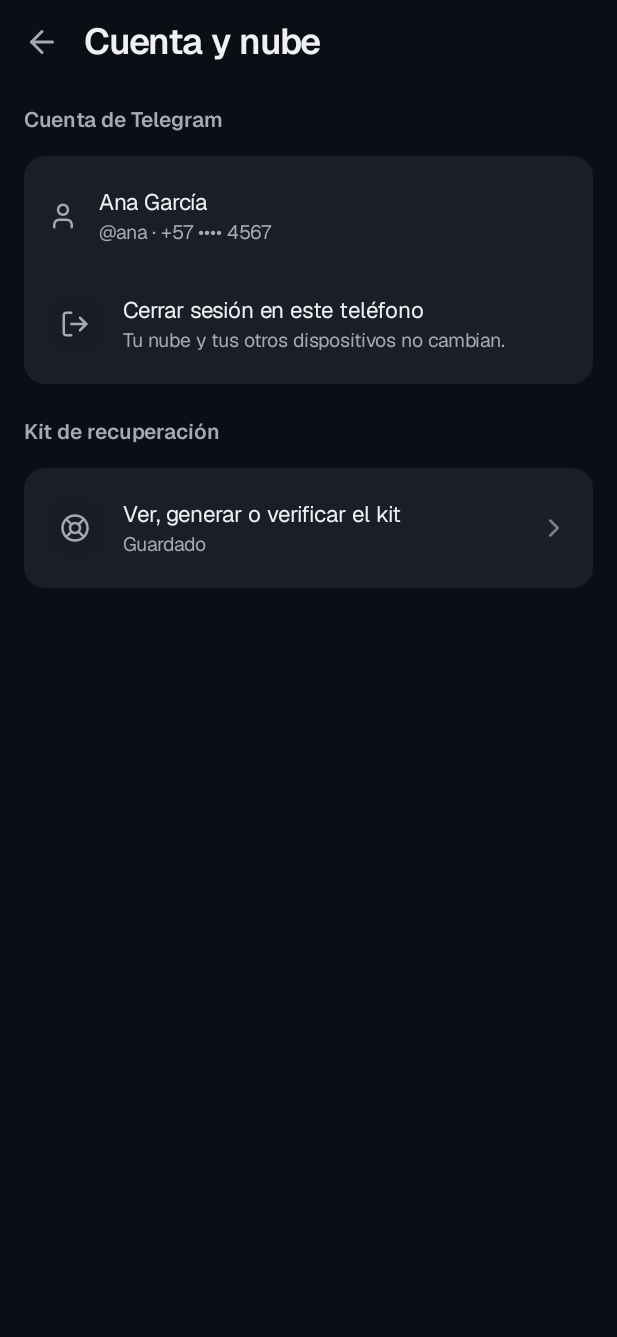 Cuenta y nube
Cuenta de Telegram
Ana García
@ana · +57 •••• 4567
Cerrar sesión en este teléfono
Tu nube y tus otros dispositivos no cambian.
Kit de recuperación
Ver, generar o verificar el kit
Guardado